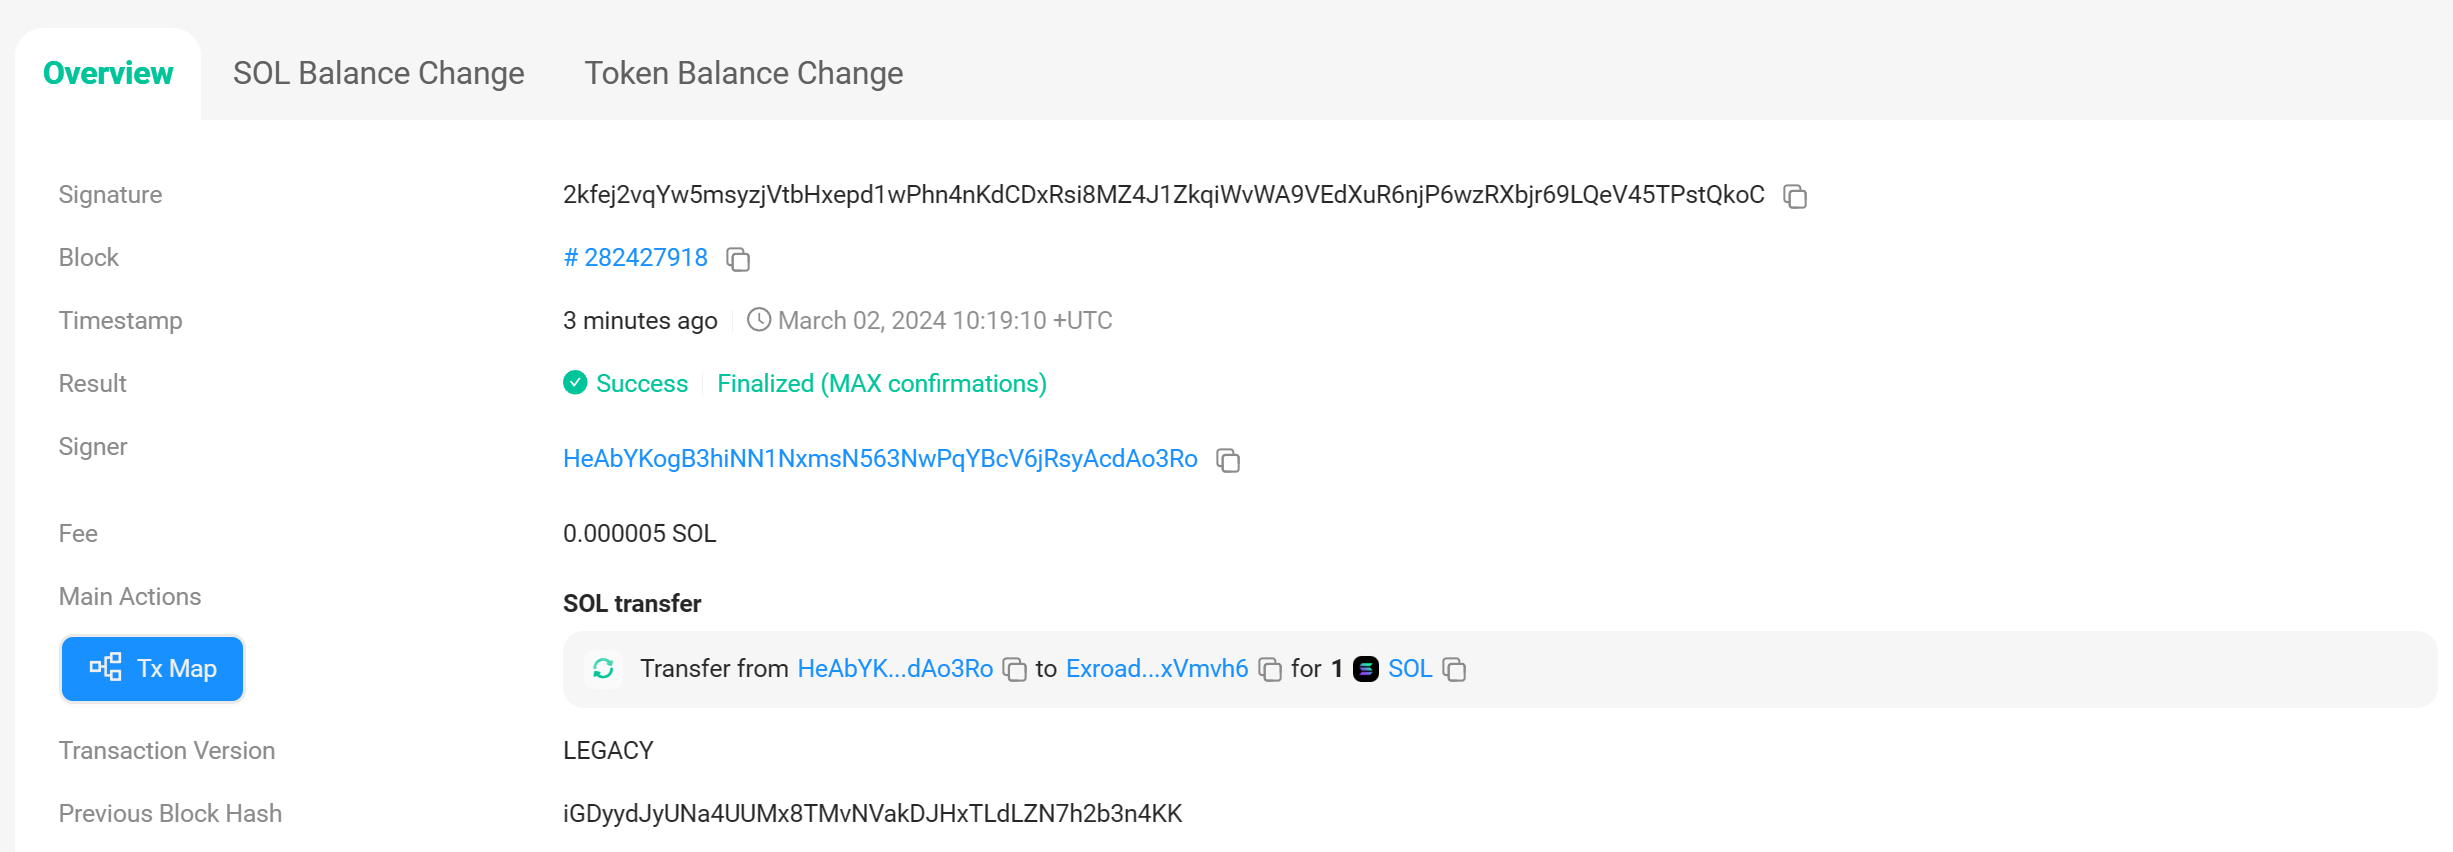 Overview SOL Balance Change Token Balance Change
Signature 2kfej2vqYw5msyzjVtbHxepd1wPhn4nKdCDxRsi8MZ4J1ZkqiWvWA9VEdXuR6njP6wzRXbjr69LQeV45TPstQkoC
Block # 282427918
Timestamp 3 minutes ago March 02, 2024 10:19:10 +UTC
Result Success Finalized (MAX confirmations)
Signer HeAbYKogB3hiNN1NxmsN563NwPqYBcV6jRsyAcdAo3Ro
Fee 0.000005 SOL
Main Actions SOL transfer
Tx Map Transfer from HeAbYK...dAo3Ro to Exroad...xVmvh6 for 1 SOL
Transaction Version LEGACY
Previous Block Hash iGDyydJyUNa4UUMx8TMvNVakDJHxTLdLZN7h2b3n4KK